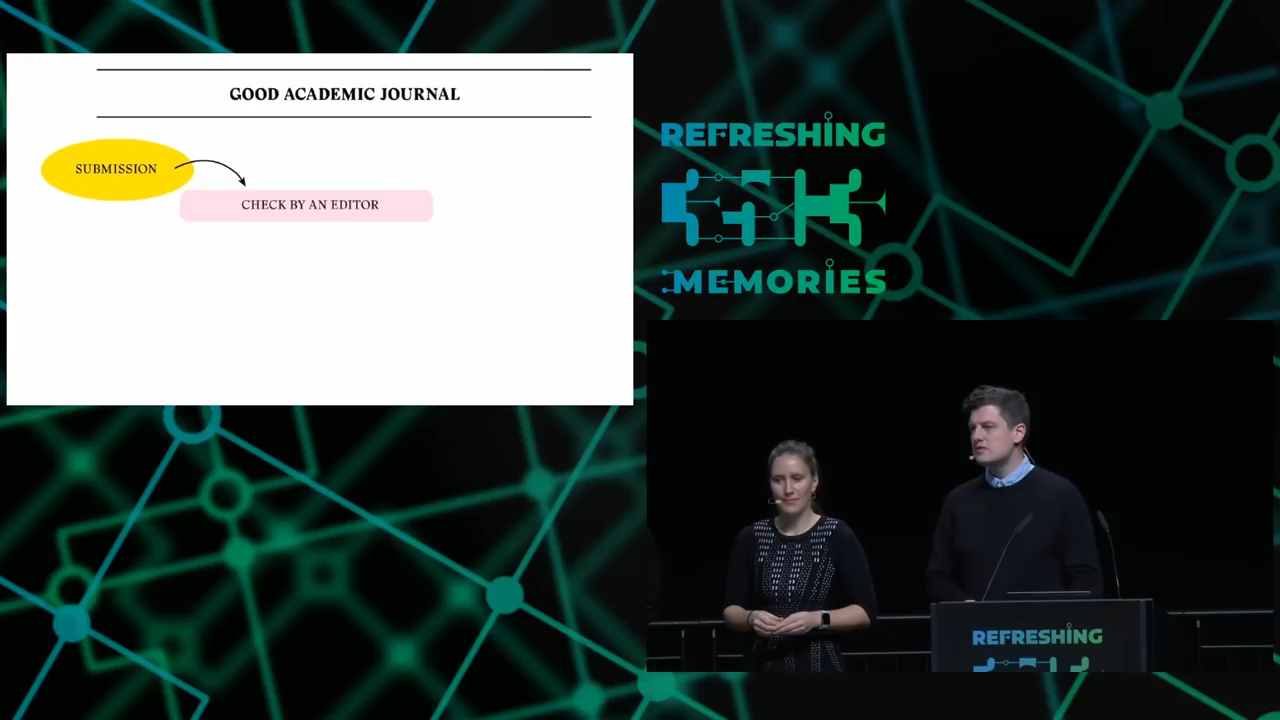 GOOD ACADEMIC JOURNAL
SUBMISSION
CHECK BY AN EDITOR
REFRESHING
MEMORIES
REFRESHING